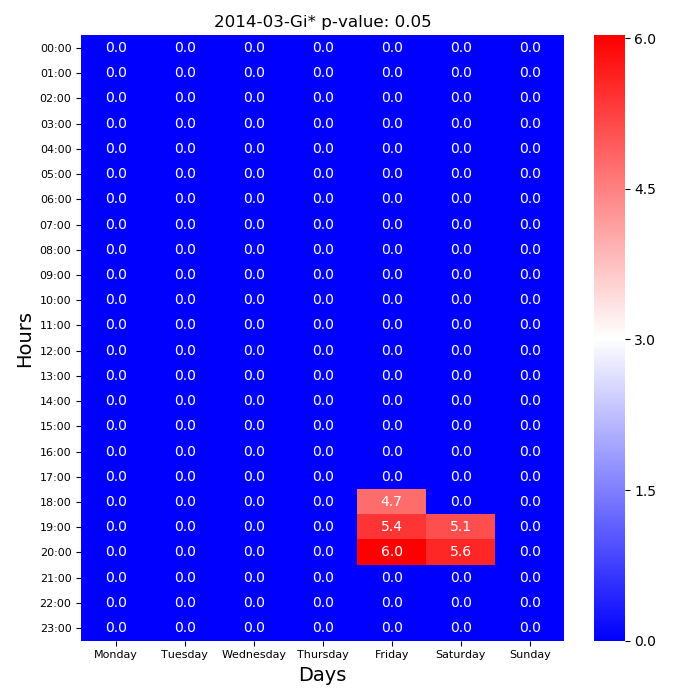 2014-03-Gi* p-value: 0.05
00:00 0.0 0.0 0.0 0.0 0.0 0.0 0.0
01:00 0.0 0.0 0.0 0.0 0.0 0.0 0.0
02:00 0.0 0.0 0.0 0.0 0.0 0.0 0.0
03:00 0.0 0.0 0.0 0.0 0.0 0.0 0.0
04:00 0.0 0.0 0.0 0.0 0.0 0.0 0.0
05:00 0.0 0.0 0.0 0.0 0.0 0.0 0.0
06:00 0.0 0.0 0.0 0.0 0.0 0.0 0.0
07:00 0.0 0.0 0.0 0.0 0.0 0.0 0.0
08:00 0.0 0.0 0.0 0.0 0.0 0.0 0.0
09:00 0.0 0.0 0.0 0.0 0.0 0.0 0.0
10:00 0.0 0.0 0.0 0.0 0.0 0.0 0.0
11:00 0.0 0.0 0.0 0.0 0.0 0.0 0.0
12:00 0.0 0.0 0.0 0.0 0.0 0.0 0.0
13:00 0.0 0.0 0.0 0.0 0.0 0.0 0.0
14:00 0.0 0.0 0.0 0.0 0.0 0.0 0.0
15:00 0.0 0.0 0.0 0.0 0.0 0.0 0.0
16:00 0.0 0.0 0.0 0.0 0.0 0.0 0.0
17:00 0.0 0.0 0.0 0.0 0.0 0.0 0.0
18:00 0.0 0.0 0.0 0.0 4.7 0.0 0.0
19:00 0.0 0.0 0.0 0.0 5.4 5.1 0.0
20:00 0.0 0.0 0.0 0.0 6.0 5.6 0.0
21:00 0.0 0.0 0.0 0.0 0.0 0.0 0.0
22:00 0.0 0.0 0.0 0.0 0.0 0.0 0.0
23:00 0.0 0.0 0.0 0.0 0.0 0.0 0.0
Monday Tuesday Wednesday Thursday Friday Saturday Sunday
Days
Hours
6.0
4.5
3.0
1.5
0.0